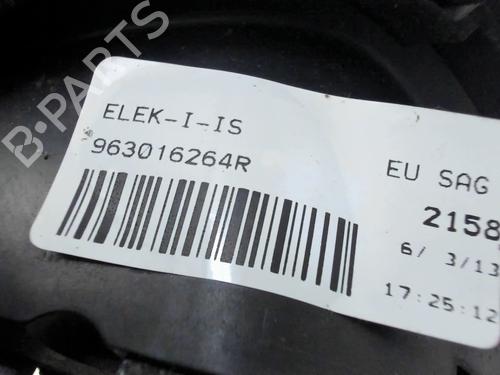 ELEK-I-IS
963016264R
EU SAG
2158
6/ 3/13
17:25:12
B-PARTS